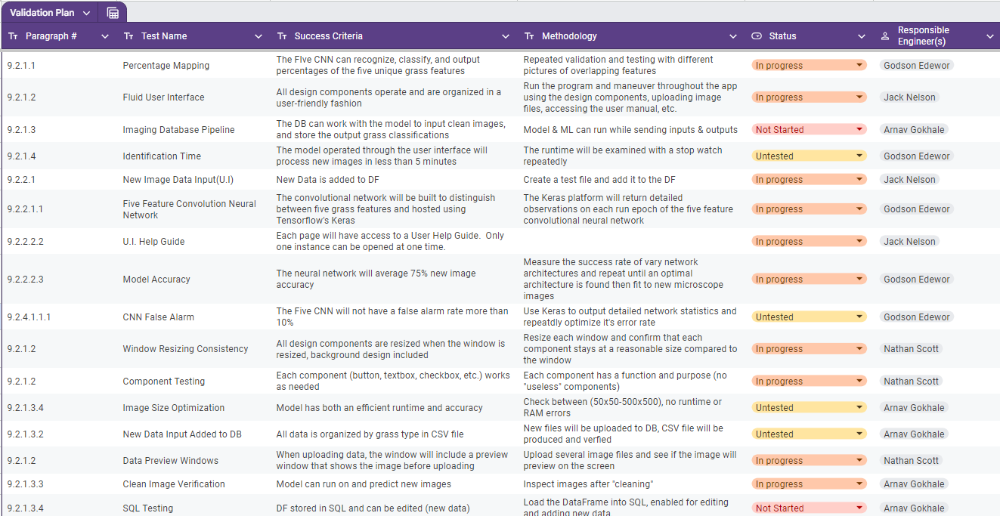 Validation Plan
Paragraph # Test Name Success Criteria Methodology Status Responsible
Engineer(s)
9.2.1.1 Percentage Mapping
The FIve CNN can recognize, classify, and output
percentages of the five unique grass features
Repeated validation and testing with different
pictures of overlapping features
In progress
Godson Edewor
9.2.1.2 Fluid User Interface
All design components operate and are organized in a
user-friendly fashion
Run the program and maneuver throughout the app
using the design components, uploading image
files, accessing the user manual, etc.
In progress
Jack Nelson
9.2.1.3 Imaging Database Pipeline
The DB can work with the model to input clean images,
and store the output grass classifications
Model & ML can run while sending inputs & outputs
Not Started
Arnav Gokhale
9.2.1.4 Identification Time
The model operated through the user interface will
process new images in less than 5 minutes
The runtime will be examined with a stop watch
repeatedly
Untested
Godson Edewor
9.2.2.1 New Image Data Input(U.I)
New Data is added to DF
Create a test file and add it to the DF
In progress
Jack Nelson
9.2.2.1.1 Five Feature Convolution Neural
Network
The convolutional network will be built to distinguish
between five grass features and hosted using
Tensorflow's Keras
The Keras platform will return detailed
observations on each run epoch of the five feature
convolutional neural network
In progress
Godson Edewor
9.2.2.2.2 U.I. Help Guide
Each page will have access to a User Help Guide. Only
one instance can be opened at one time.
In progress
Jack Nelson
9.2.2.2.3 Model Accuracy
The neural network will average 75% new image
accuracy
Measure the success rate of vary network
architectures and repeat until an optimal
architecture is found then fit to new microscope
images
In progress
Godson Edewor
9.2.4.1.1.1 CNN False Alarm
The Five CNN will not have a false alarm rate more than
10%
Use Keras to output detailed network statistics and
repeatdly optimize it's error rate
Untested
Godson Edewor
9.2.1.2 Window Resizing Consistency
All design components are resized when the window is
resized, background design included
Resize each window and confirm that each
component stays at a reasonable size compared to
the window
In progress
Nathan Scott
9.2.1.2 Component Testing
Each component (button, textbox, checkbox, etc.) works
as needed
Each component has a function and purpose (no
"useless" components)
In progress
Nathan Scott
9.2.1.3.4 Image Size Optimization
Model has both an efficient runtime and accuracy
Check between (50x50-500x500), no runtime or
RAM errors
Untested
Arnav Gokhale
9.2.1.3.2 New Data Input Added to DB
All data is organized by grass type in CSV file
New files will be uploaded to DB, CSV file will be
produced and verfied
Untested
Arnav Gokhale
9.2.1.2 Data Preview Windows
When uploading data, the window will include a preview
window that shows the image before uploading
Upload several image files and see if the image will
preview on the screen
In progress
Nathan Scott
9.2.1.3.3 Clean Image Verification
Model can run on and predict new images
Inspect images after "cleaning"
In progress
Arnav Gokhale
9.2.1.3.4 SQL Testing
DF stored in SQL and can be edited (new data)
Load the DataFrame into SQL, enabled for editing
and adding new data
Not Started
Arnav Gokhale